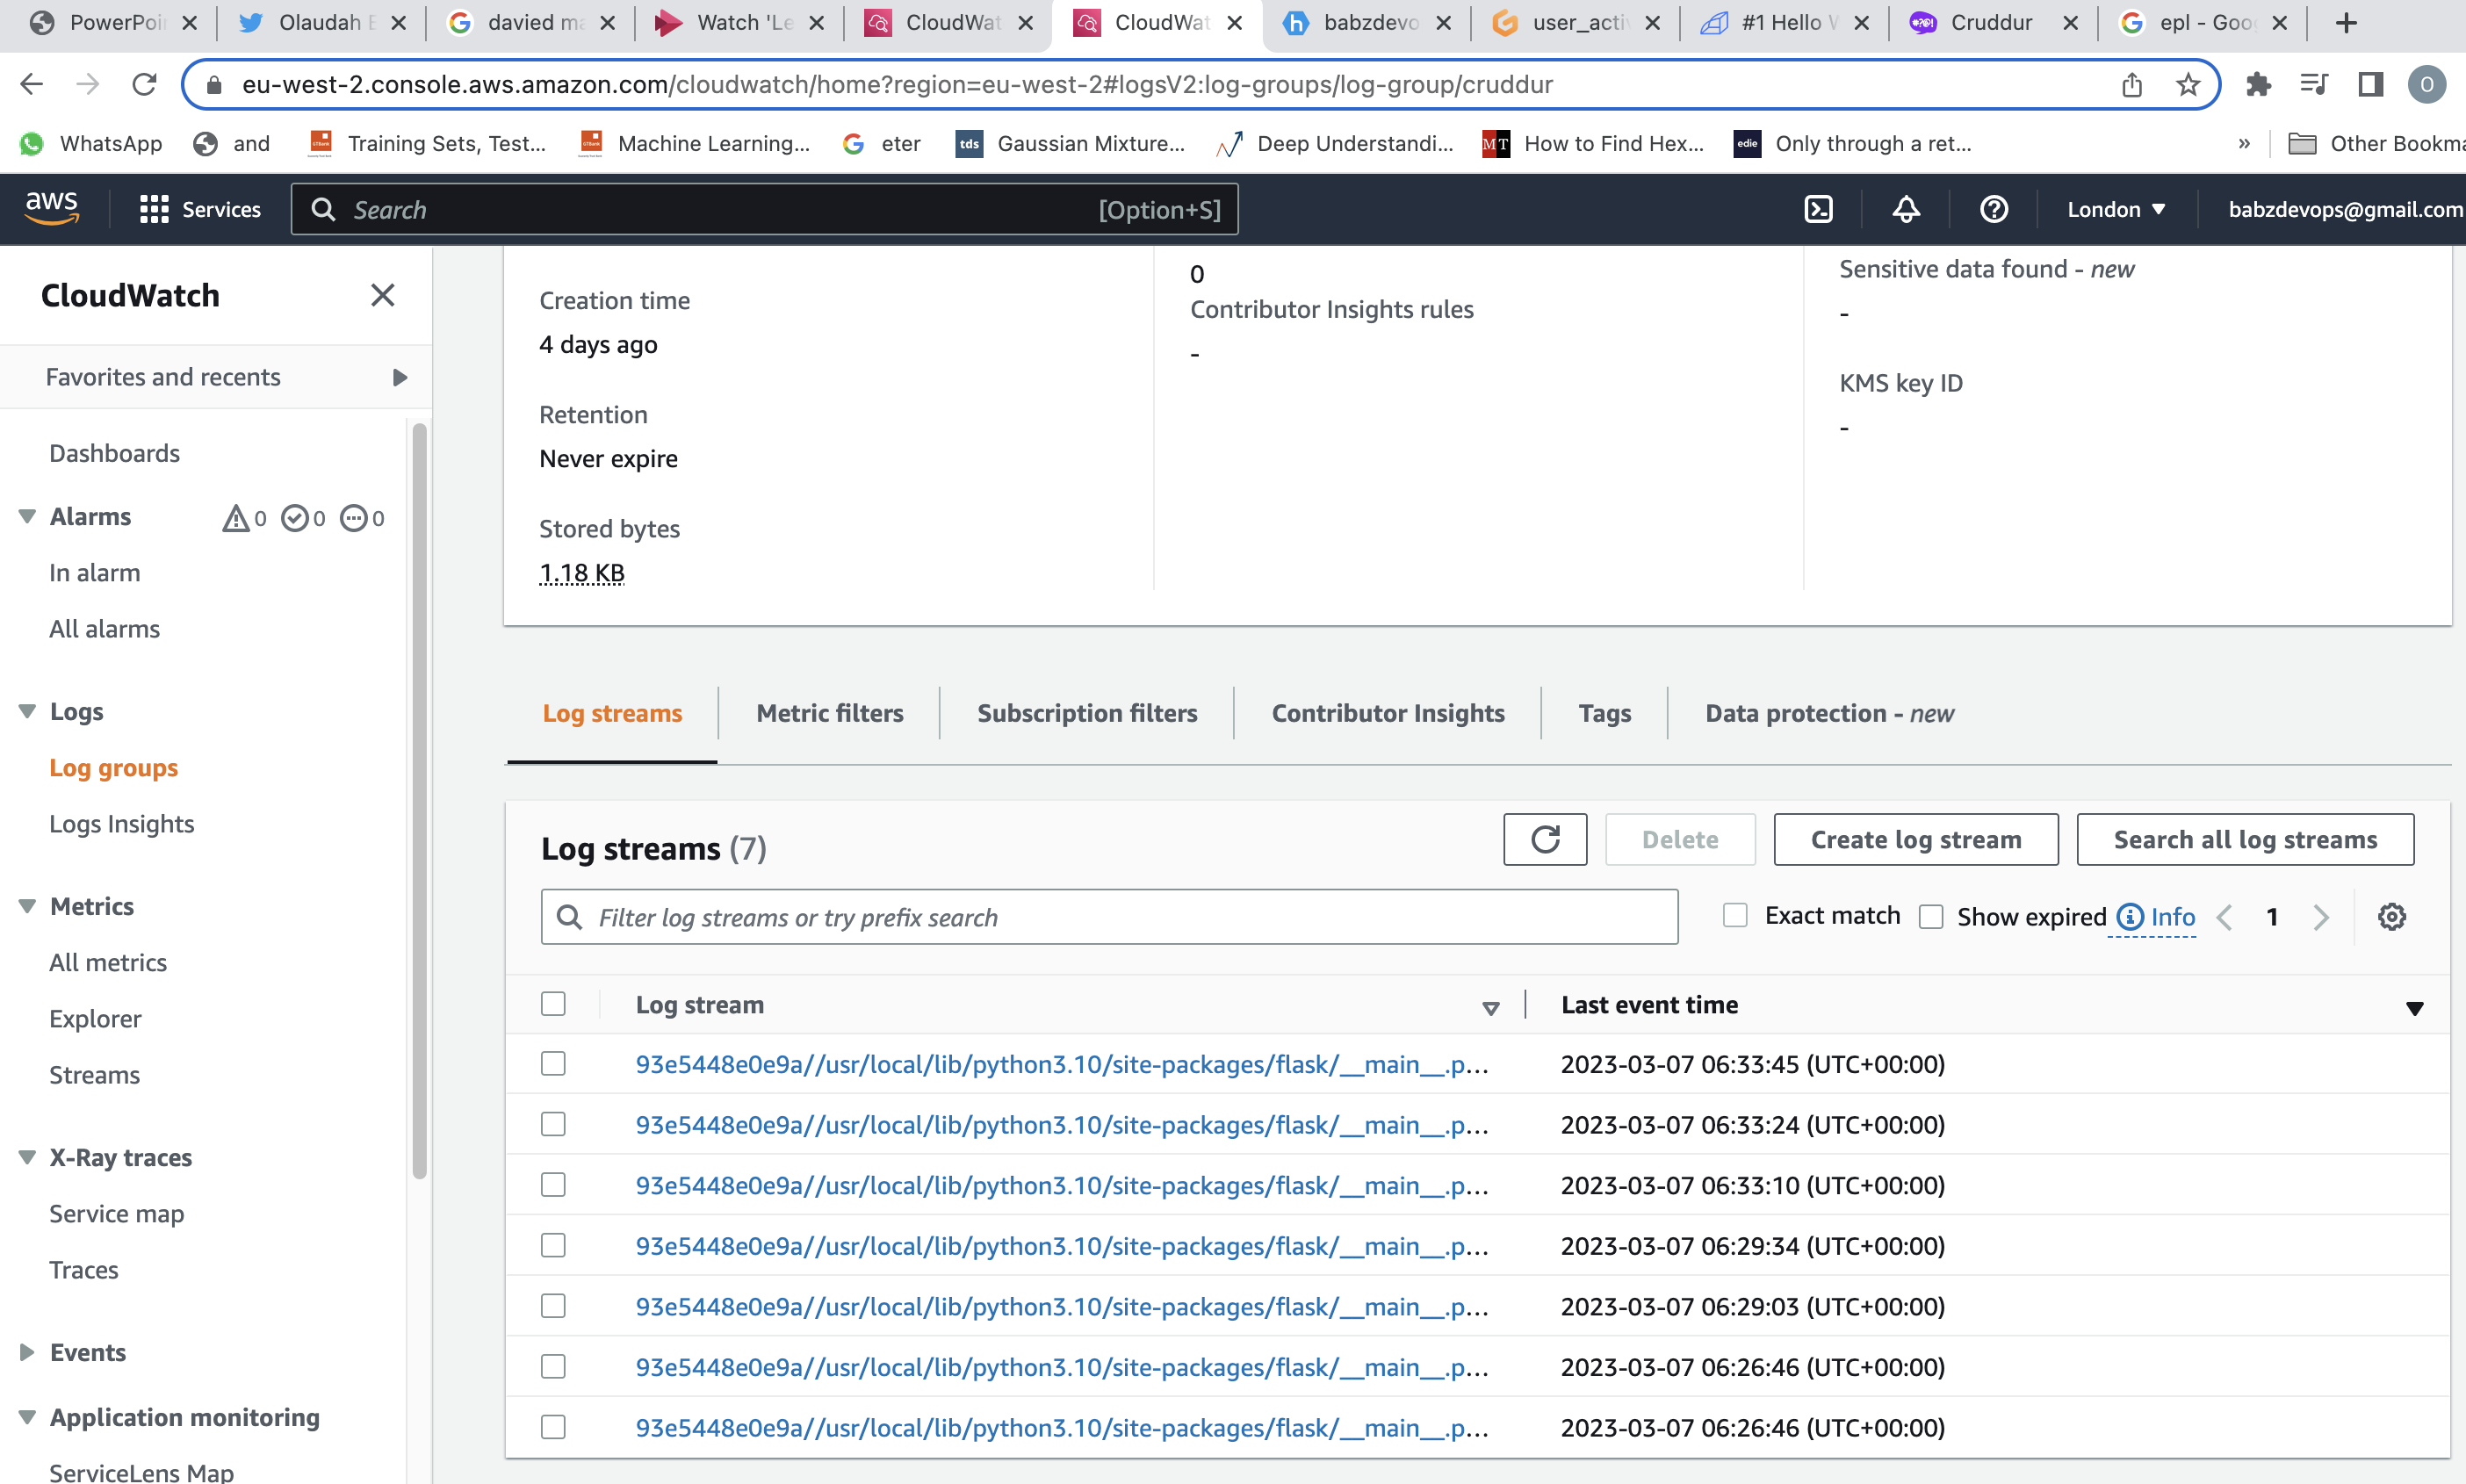 PowerPoi
Olaudah E
davied ma
Watch 'Le
CloudWat
CloudWat
babzdevo
user_activ
#1 Hello W
Cruddur
epl - Goog
eu-west-2.console.aws.amazon.com/cloudwatch/home?region=eu-west-2#logsV2:log-groups/log-group/cruddur
O
WhatsApp
and
Training Sets, Test...
Machine Learning...
eter
tds
Gaussian Mixture...
Deep Understandi...
MT
How to Find Hex...
edie
Only through a ret...
»
Other Bookma
aws
Services
Search
[Option+S]
London
babzdevops@gmail.com
CloudWatch
Favorites and recents
Dashboards
Alarms
0
0
0
In alarm
All alarms
Logs
Log groups
Logs Insights
Metrics
All metrics
Explorer
Streams
X-Ray traces
Service map
Traces
Events
Application monitoring
ServiceLens Map
Creation time
4 days ago
Retention
Never expire
Stored bytes
1.18 KB
0
Contributor Insights rules
-
Sensitive data found - new
-
KMS key ID
-
Log streams
Metric filters
Subscription filters
Contributor Insights
Tags
Data protection - new
Log streams (7)
Delete
Create log stream
Search all log streams
Filter log streams or try prefix search
Exact match
Show expired
Info
1
Log stream
Last event time
93e5448e0e9a//usr/local/lib/python3.10/site-packages/flask/__main__.p...
2023-03-07 06:33:45 (UTC+00:00)
93e5448e0e9a//usr/local/lib/python3.10/site-packages/flask/__main__.p...
2023-03-07 06:33:24 (UTC+00:00)
93e5448e0e9a//usr/local/lib/python3.10/site-packages/flask/__main__.p...
2023-03-07 06:33:10 (UTC+00:00)
93e5448e0e9a//usr/local/lib/python3.10/site-packages/flask/__main__.p...
2023-03-07 06:29:34 (UTC+00:00)
93e5448e0e9a//usr/local/lib/python3.10/site-packages/flask/__main__.p...
2023-03-07 06:29:03 (UTC+00:00)
93e5448e0e9a//usr/local/lib/python3.10/site-packages/flask/__main__.p...
2023-03-07 06:26:46 (UTC+00:00)
93e5448e0e9a//usr/local/lib/python3.10/site-packages/flask/__main__.p...
2023-03-07 06:26:46 (UTC+00:00)